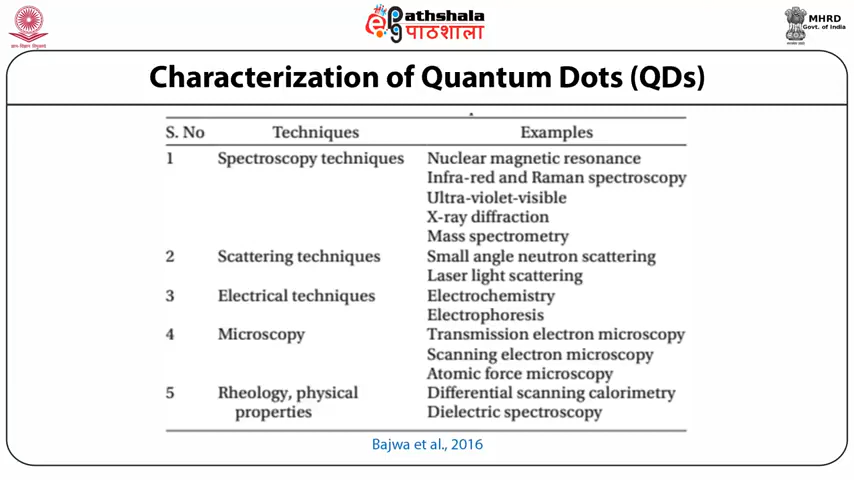 ePathshala
पाठशाला
MHRD
Govt. of India
Characterization of Quantum Dots (QDs)
S. No Techniques Examples
1 Spectroscopy techniques Nuclear magnetic resonance
Infra-red and Raman spectroscopy
Ultra-violet-visible
X-ray diffraction
Mass spectrometry
2 Scattering techniques Small angle neutron scattering
Laser light scattering
3 Electrical techniques Electrochemistry
Electrophoresis
4 Microscopy Transmission electron microscopy
Scanning electron microscopy
Atomic force microscopy
5 Rheology, physical Differential scanning calorimetry
properties Dielectric spectroscopy
Bajwa et al., 2016